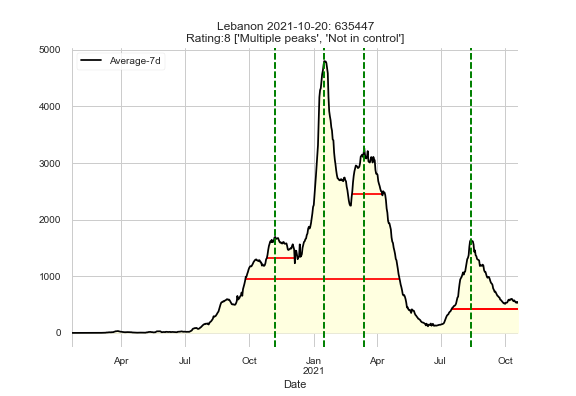 Lebanon 2021-10-20: 635447
Rating:8 ['Multiple peaks', 'Not in control']
Average-7d
5000
4000
3000
2000
1000
0
Apr Jul Oct Jan Apr Jul Oct
2021
Date